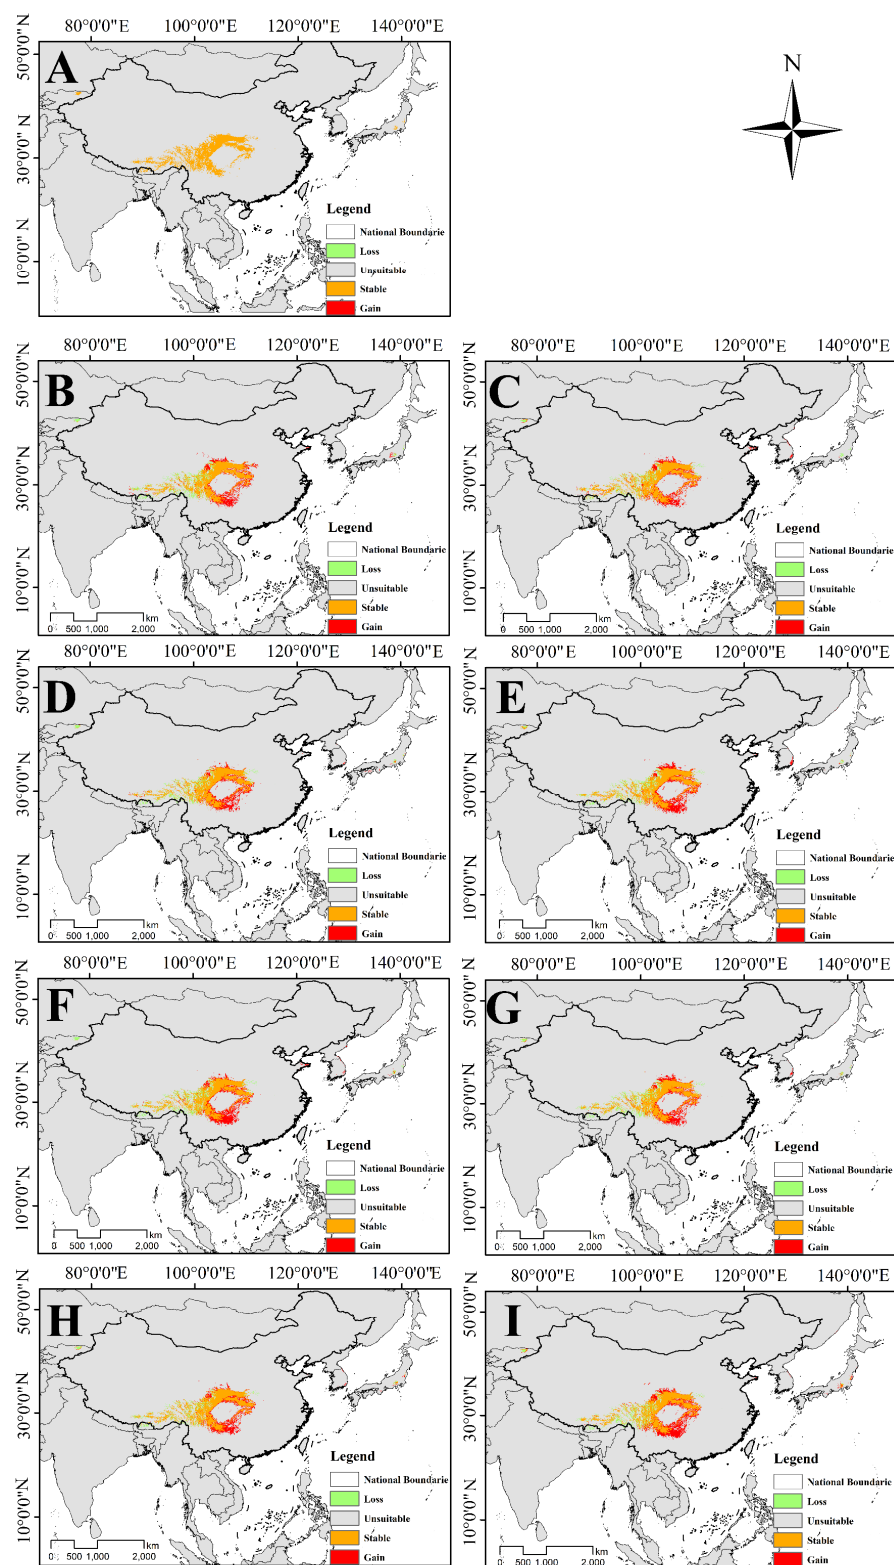 80°0'0"E 100°0'0"E 120°0'0"E 140°0'0"E
50°0'0"N
30°0'0"N
10°0'0"N
A
Legend
National Boundarie
Loss
Unsuitable
Stable
Gain
N
80°0'0"E 100°0'0"E 120°0'0"E 140°0'0"E
50°0'0"N
30°0'0"N
10°0'0"N
B
Legend
National Boundarie
Loss
Unsuitable
Stable
Gain
km
0 500 1,000 2,000
80°0'0"E 100°0'0"E 120°0'0"E 140°0'0"E
50°0'0"N
30°0'0"N
10°0'0"N
C
Legend
National Boundarie
Loss
Unsuitable
Stable
Gain
km
0 500 1,000 2,000
80°0'0"E 100°0'0"E 120°0'0"E 140°0'0"E
50°0'0"N
30°0'0"N
10°0'0"N
D
Legend
National Boundarie
Loss
Unsuitable
Stable
Gain
km
0 500 1,000 2,000
80°0'0"E 100°0'0"E 120°0'0"E 140°0'0"E
50°0'0"N
30°0'0"N
10°0'0"N
E
Legend
National Boundarie
Loss
Unsuitable
Stable
Gain
km
0 500 1,000 2,000
80°0'0"E 100°0'0"E 120°0'0"E 140°0'0"E
50°0'0"N
30°0'0"N
10°0'0"N
F
Legend
National Boundarie
Loss
Unsuitable
Stable
Gain
km
0 500 1,000 2,000
80°0'0"E 100°0'0"E 120°0'0"E 140°0'0"E
50°0'0"N
30°0'0"N
10°0'0"N
G
Legend
National Boundarie
Loss
Unsuitable
Stable
Gain
km
0 500 1,000 2,000
80°0'0"E 100°0'0"E 120°0'0"E 140°0'0"E
50°0'0"N
30°0'0"N
10°0'0"N
H
Legend
National Boundarie
Loss
Unsuitable
Stable
Gain
km
0 500 1,000 2,000
80°0'0"E 100°0'0"E 120°0'0"E 140°0'0"E
50°0'0"N
30°0'0"N
10°0'0"N
I
Legend
National Boundarie
Loss
Unsuitable
Stable
Gain
km
0 500 1,000 2,000